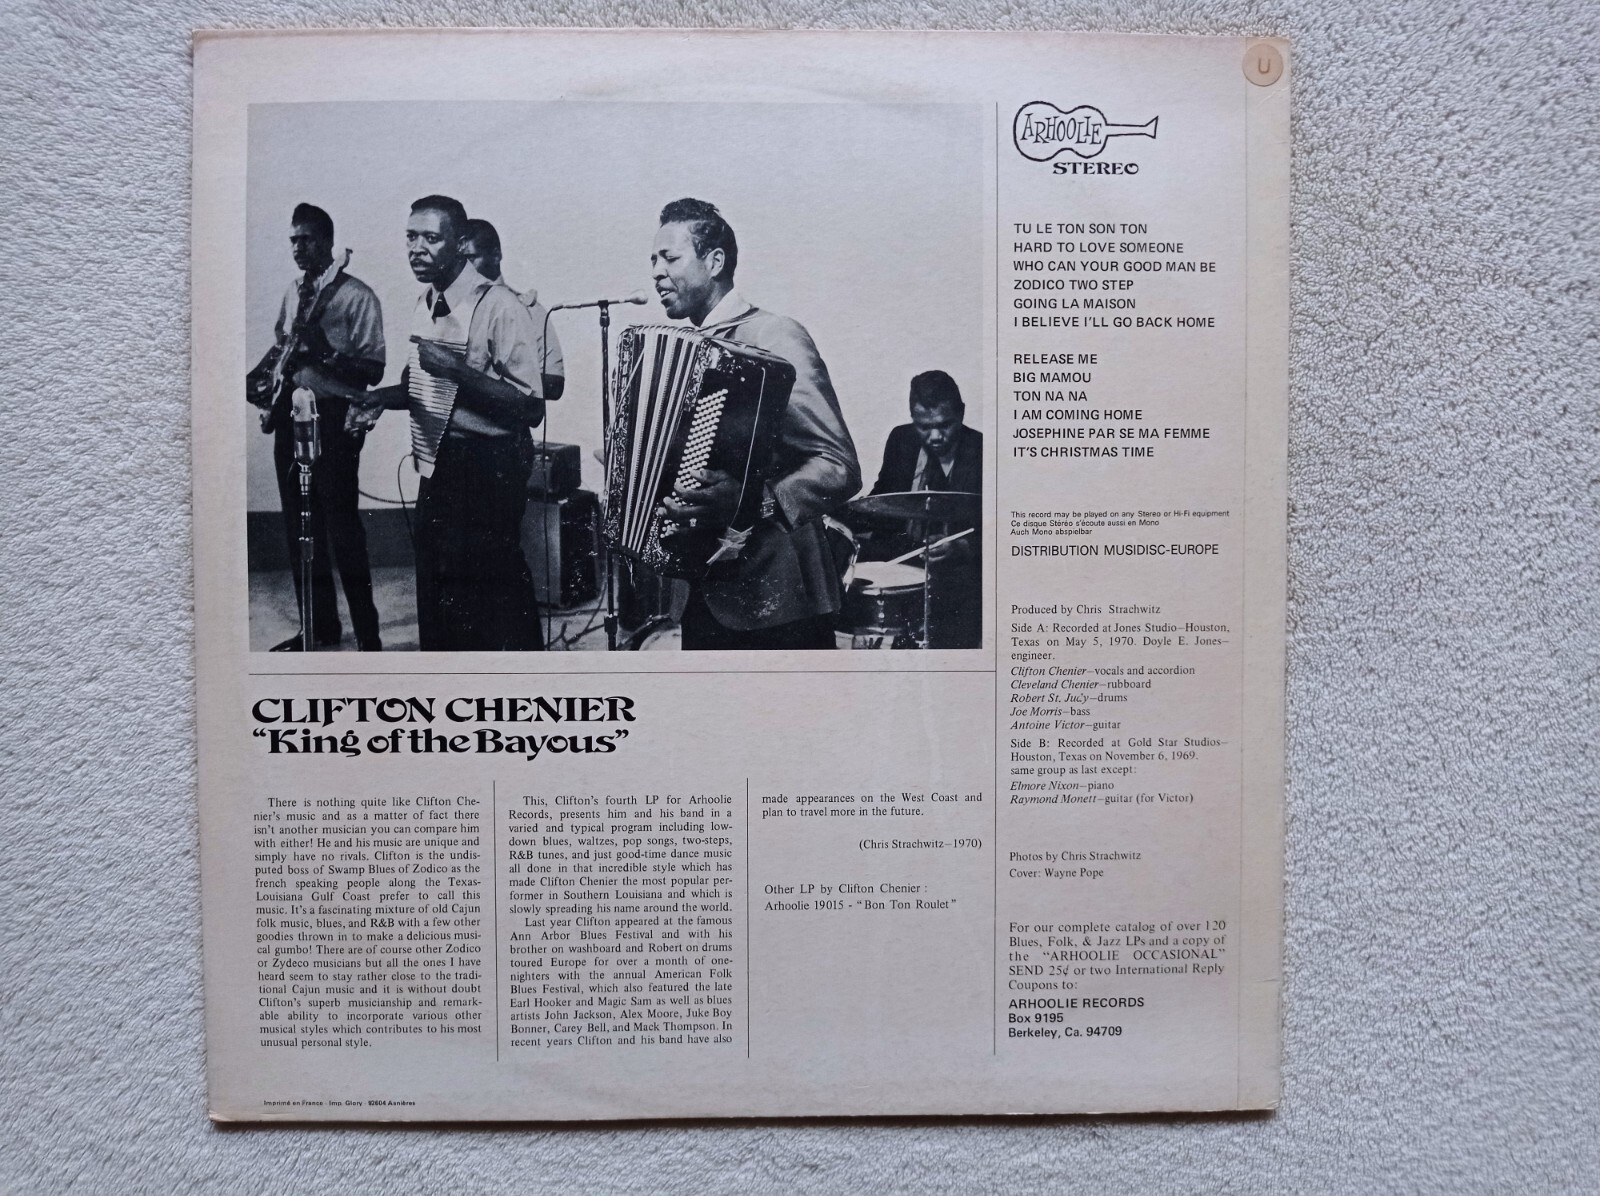 U
ARHOOLIE
STEREO
TU LE TON SON TON
HARD TO LOVE SOMEONE
WHO CAN YOUR GOOD MAN BE
ZODICO TWO STEP
GOING LA MAISON
I BELIEVE I'LL GO BACK HOME
RELEASE ME
BIG MAMOU
TON NA NA
I AM COMING HOME
JOSEPHINE PAR SE MA FEMME
IT'S CHRISTMAS TIME
This record may be played on any Stereo or Hi-Fi equipment
Ce disque Stéréo s'écoute aussi en Mono
Auch Mono abspielbar
DISTRIBUTION MUSIDISC-EUROPE
Produced by Chris Strachwitz
Side A: Recorded at Jones Studio—Houston,
Texas on May 5, 1970. Doyle E. Jones—
engineer.
Clifton Chenier—vocals and accordion
Cleveland Chenier—rubboard
Robert St. Judy—drums
Joe Morris—bass
Antoine Victor—guitar
Side B: Recorded at Gold Star Studios—
Houston, Texas on November 6, 1969.
same group as last except:
Elmore Nixon—piano
Raymond Monett—guitar (for Victor)
Photos by Chris Strachwitz
Cover: Wayne Pope
For our complete catalog of over 120
Blues, Folk, & Jazz LPs and a copy of
the "ARHOOLIE OCCASIONAL"
SEND 25¢ or two International Reply
Coupons to:
ARHOOLIE RECORDS
Box 9195
Berkeley, Ca. 94709
CLIFTON CHENIER
"King of the Bayous"
There is nothing quite like Clifton Che-
nier's music and as a matter of fact there
isn't another musician you can compare him
with either! He and his music are unique and
simply have no rivals. Clifton is the undis-
puted boss of Swamp Blues of Zodico as the
french speaking people along the Texas-
Louisiana Gulf Coast prefer to call this
music. It's a fascinating mixture of old Cajun
folk music, blues, and R&B with a few other
goodies thrown in to make a delicious musi-
cal gumbo! There are of course other Zodico
or Zydeco musicians but all the ones I have
heard seem to stay rather close to the tradi-
tional Cajun music and it is without doubt
Clifton's superb musicianship and remark-
able ability to incorporate various other
musical styles which contributes to his most
unusual personal style.
This, Clifton's fourth LP for Arhoolie
Records, presents him and his band in a
varied and typical program including low-
down blues, waltzes, pop songs, two-steps,
R&B tunes, and just good-time dance music
all done in that incredible style which has
made Clifton Chenier the most popular per-
former in Southern Louisiana and which is
slowly spreading his name around the world.
Last year Clifton appeared at the famous
Ann Arbor Blues Festival and with his
brother on washboard and Robert on drums
toured Europe for over a month of one-
nighters with the annual American Folk
Blues Festival, which also featured the late
Earl Hooker and Magic Sam as well as blues
artists John Jackson, Alex Moore, Juke Boy
Bonner, Carey Bell, and Mack Thompson. In
recent years Clifton and his band have also
made appearances on the West Coast and
plan to travel more in the future.
(Chris Strachwitz—1970)
Other LP by Clifton Chenier :
Arhoolie 19015 - "Bon Ton Roulet"
Imprimé en France - Imp. Glory - 92604 Asnières